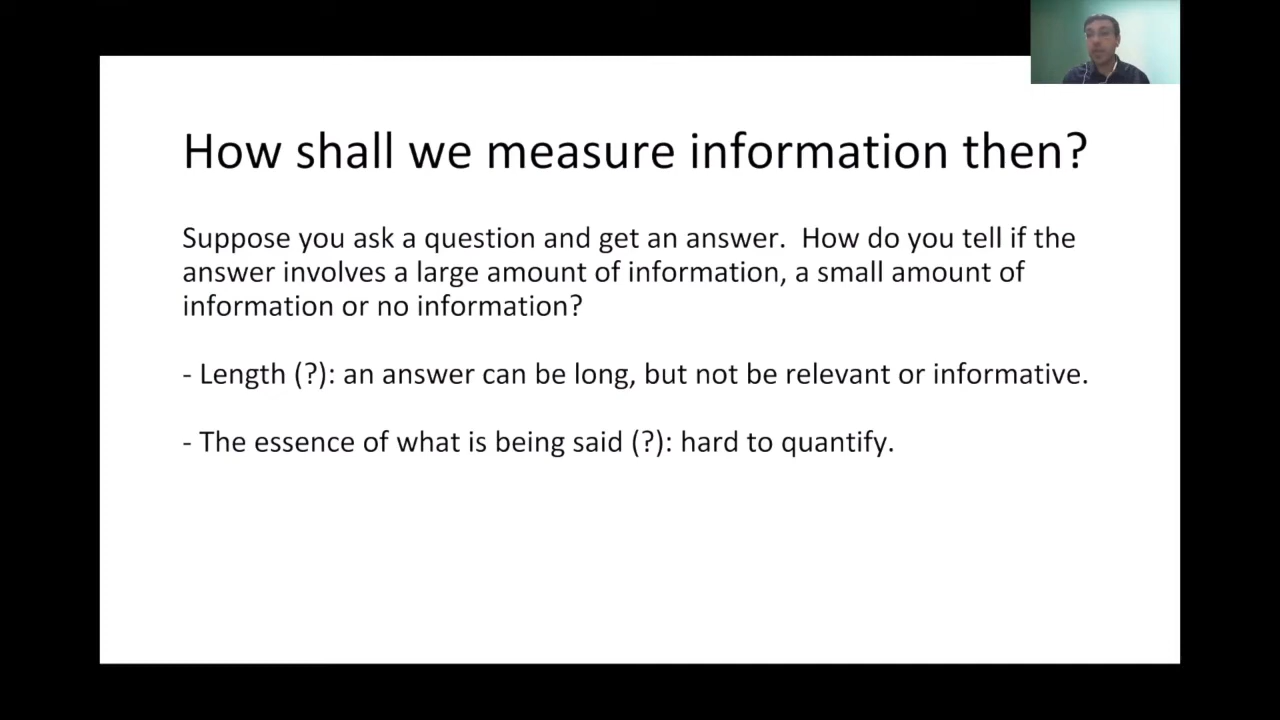 How shall we measure information then?
Suppose you ask a question and get an answer.  How do you tell if the
answer involves a large amount of information, a small amount of
information or no information?
- Length (?): an answer can be long, but not be relevant or informative.
- The essence of what is being said (?): hard to quantify.